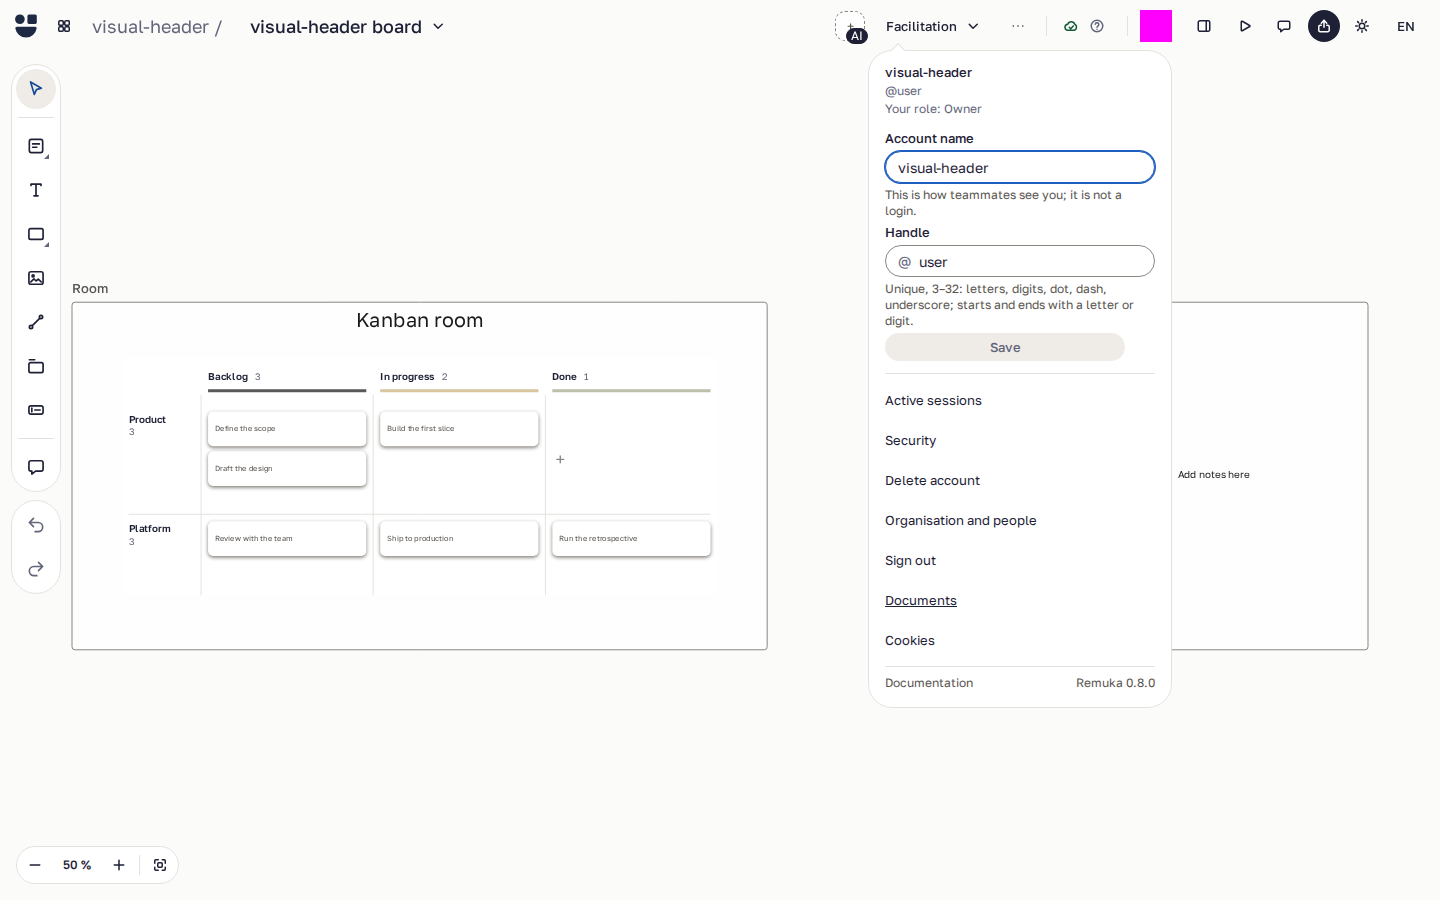 visual-header /
visual-header board
AI
Facilitation
EN
visual-header
@user
Your role: Owner
Account name
visual-header
This is how teammates see you; it is not a
login.
Handle
@ user
Unique, 3–32: letters, digits, dot, dash,
underscore; starts and ends with a letter or
digit.
Save
Active sessions
Security
Delete account
Organisation and people
Sign out
Documents
Cookies
Documentation
Remuka 0.8.0
Room
Kanban room
Backlog 3
In progress 2
Done 1
Product
3
Define the scope
Build the first slice
Draft the design
+
Platform
3
Review with the team
Ship to production
Run the retrospective
Add notes here
50 %